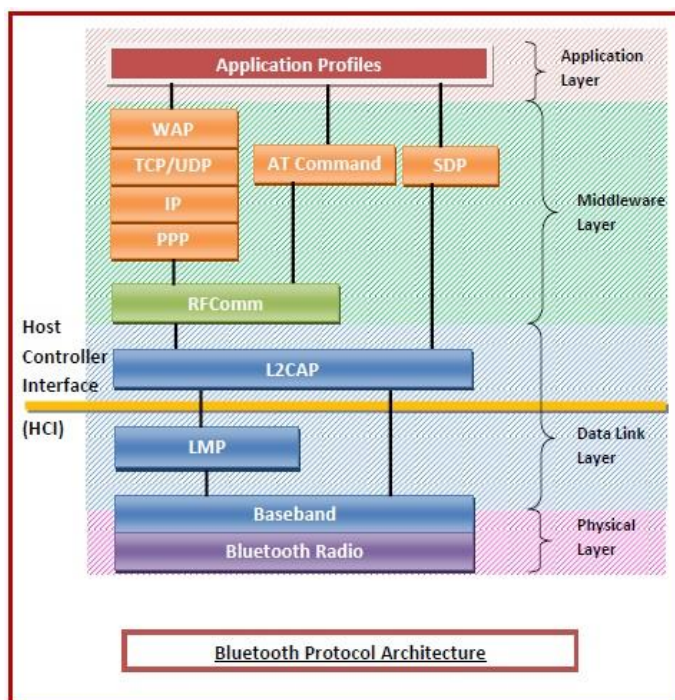 Application Profiles
Application
Layer
WAP
TCP/UDP
AT Command
SDP
IP
PPP
Middleware
Layer
RFComm
Host
Controller
Interface
(HCI)
L2CAP
LMP
Data Link
Layer
Baseband
Bluetooth Radio
Physical
Layer
Bluetooth Protocol Architecture